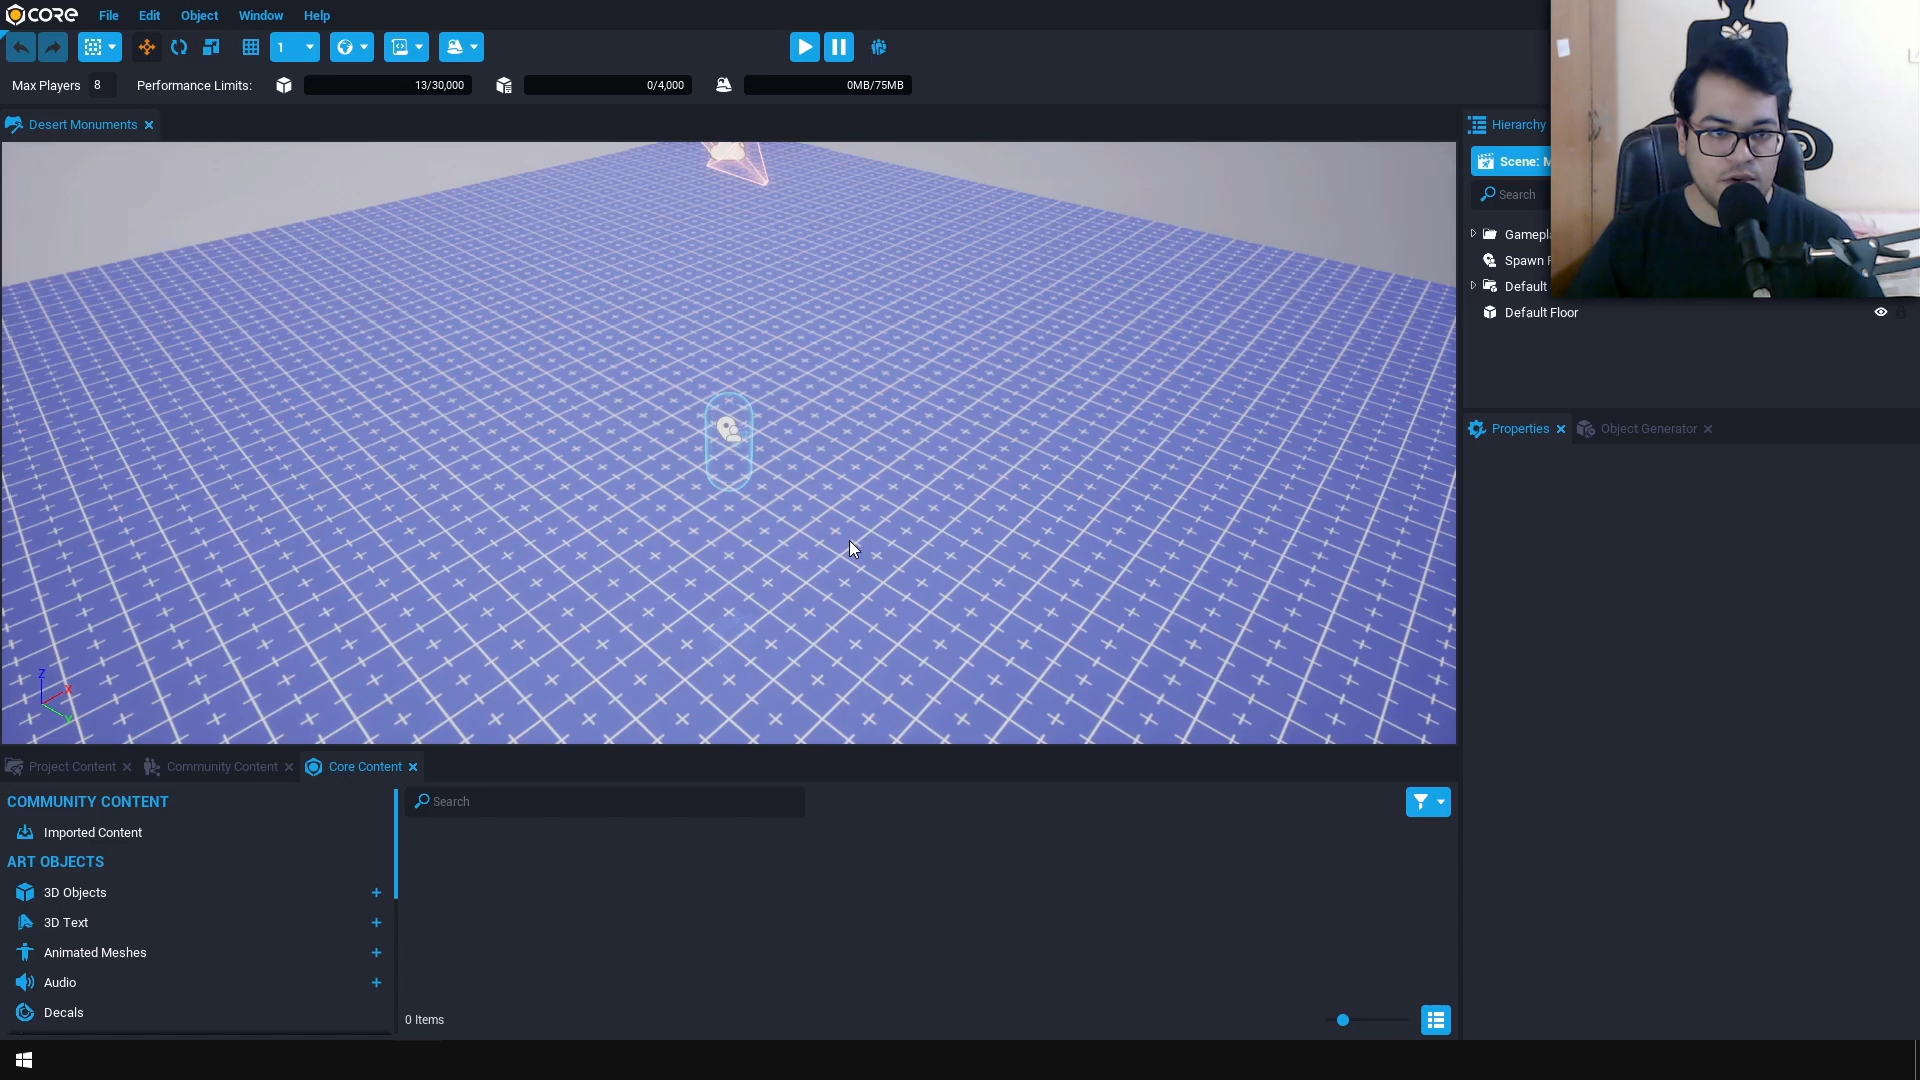 CORE
File Edit Object Window Help
1
Max Players 8 Performance Limits: 13/30,000 0/4,000 0MB/75MB
Desert Monuments
Hierarchy
Scene: M
Search
Gamepl
Spawn P
Default
Default Floor
Properties
Object Generator
Z
X
Y
Project Content
Community Content
Core Content
COMMUNITY CONTENT
Imported Content
ART OBJECTS
3D Objects
3D Text
Animated Meshes
Audio
Decals
Search
0 Items